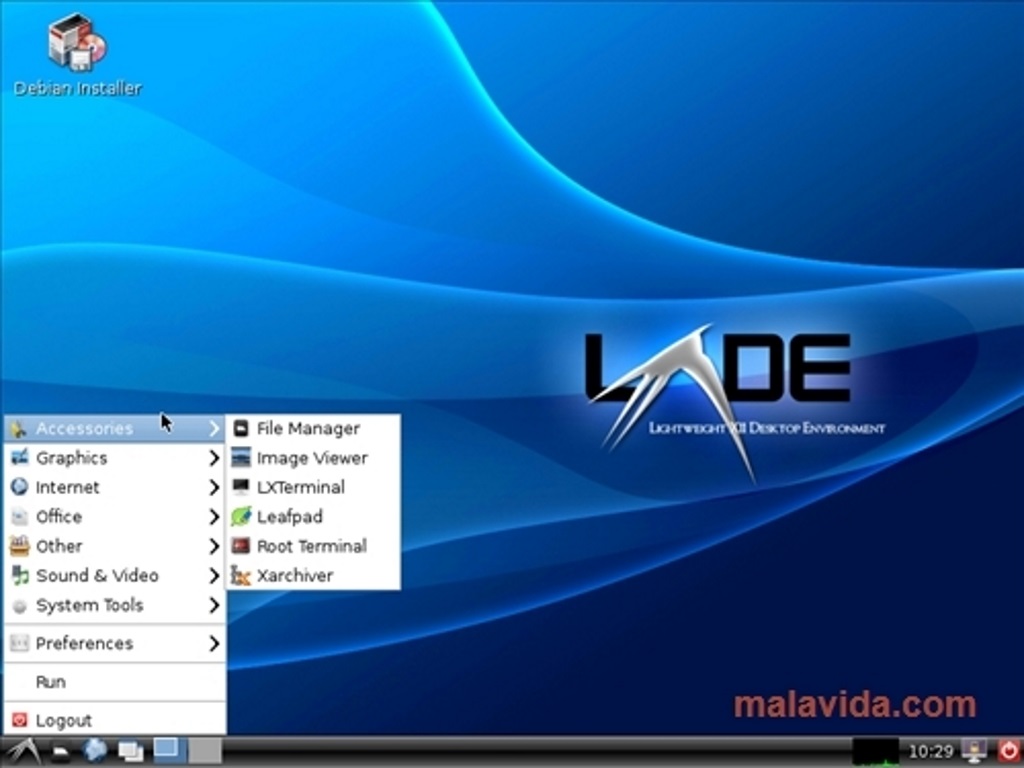 Debian Installer
LXDE
Lightweight X11 Desktop Environment
Accessories
Graphics
Internet
Office
Other
Sound & Video
System Tools
Preferences
Run
Logout
File Manager
Image Viewer
LXTerminal
Leafpad
Root Terminal
Xarchiver
malavida.com
10:29